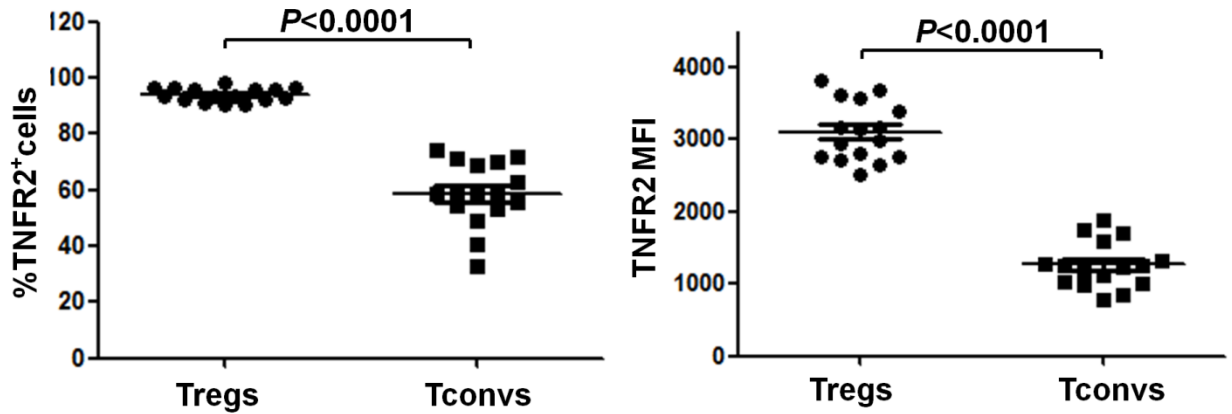 P<0.0001
%TNFR2⁺cells
120
100
80
60
40
20
0
Tregs
Tconvs
P<0.0001
TNFR2 MFI
4000
3000
2000
1000
0
Tregs
Tconvs